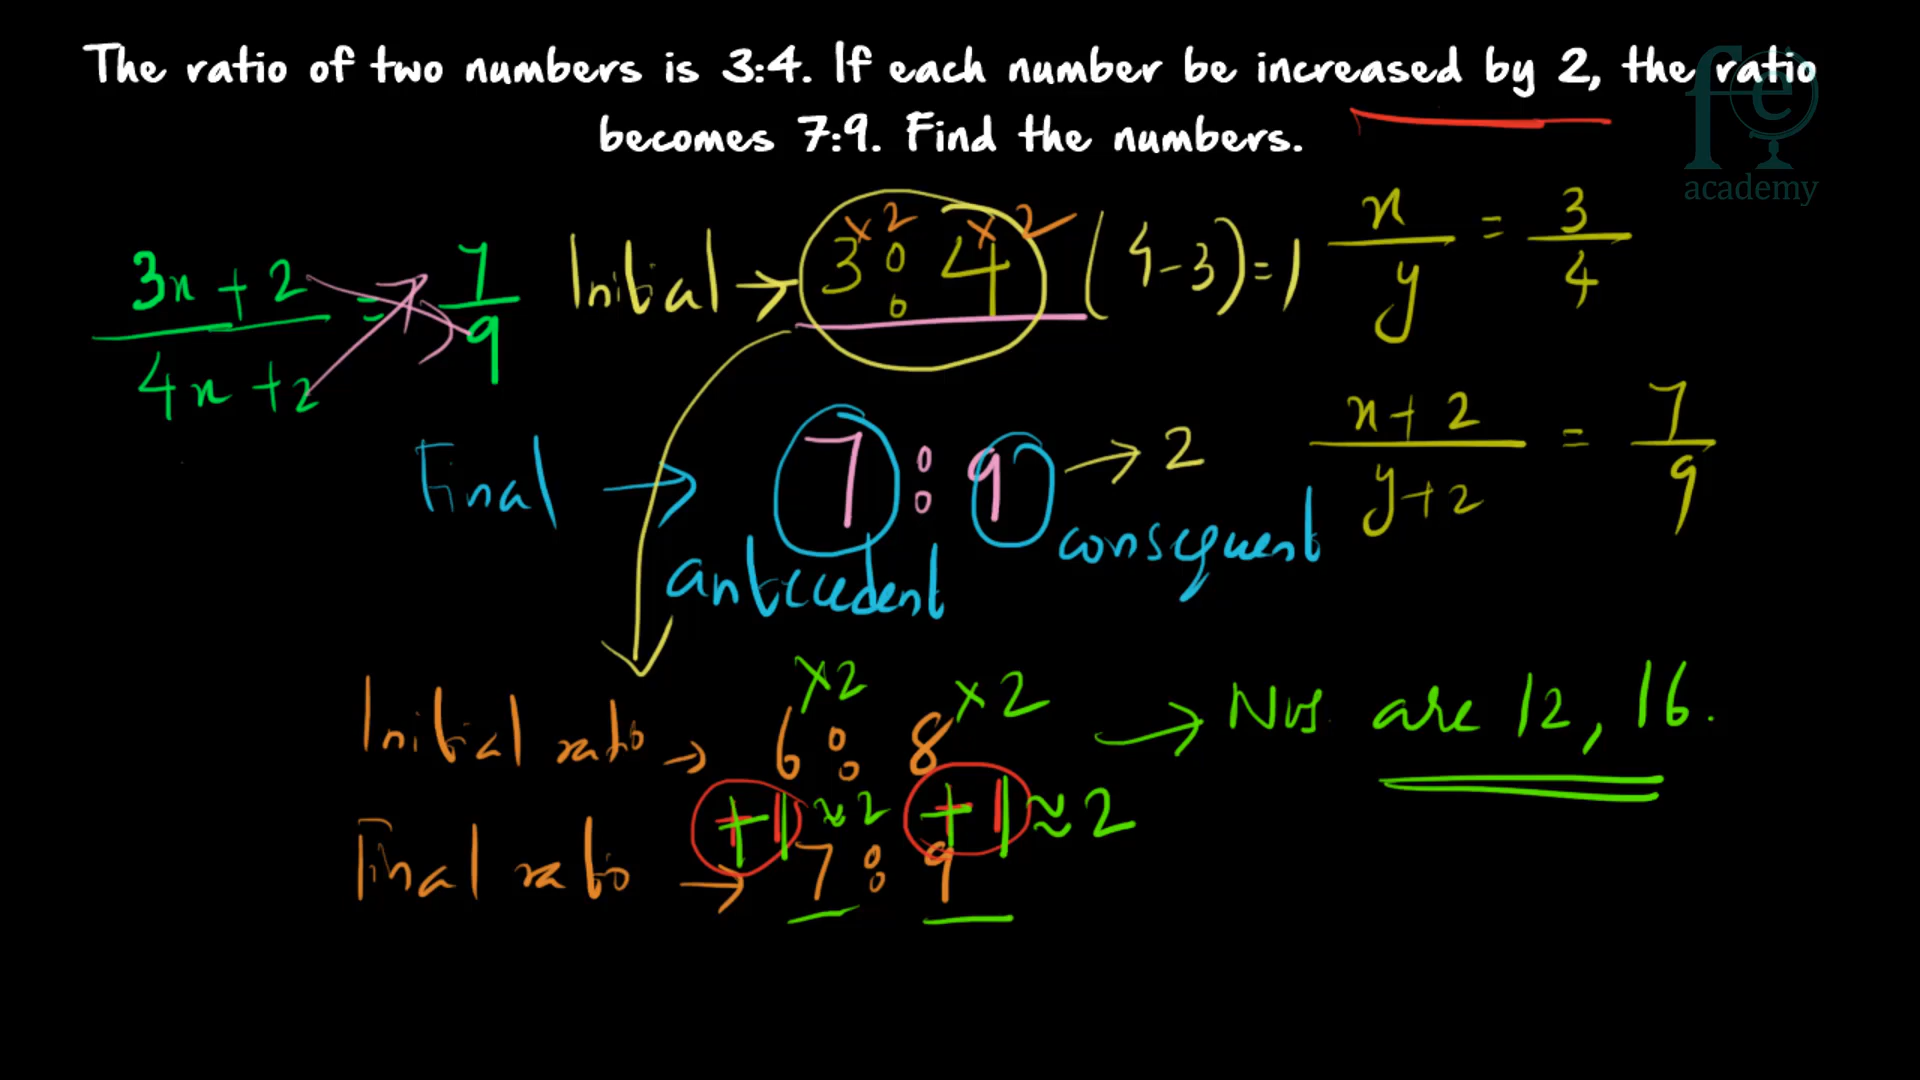 The ratio of two numbers is 3:4. If each number be increased by 2, the ratio
becomes 7:9. Find the numbers.
fe
academy
3x + 2 / 4x + 2 = 7 / 9
Initial → 3 ×2 : 4 ×2 (4-3) = 1
x / y = 3 / 4
Final → 7 : 9 → 2
x + 2 / y + 2 = 7 / 9
antecedent consequent
×2 ×2
Initial ratio → 6 : 8 → Nos. are 12, 16.
+1 ≈ 2 +1 ≈ 2
Final ratio → 7 : 9